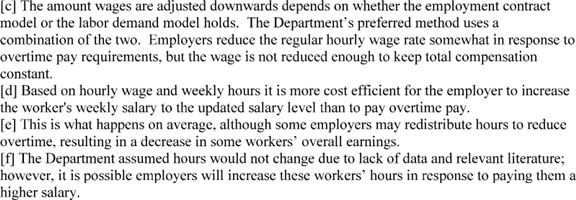 [c] The amount wages are adjusted downwards depends on whether the employment contract
model or the labor demand model holds.  The Department's preferred method uses a
combination of the two.  Employers reduce the regular hourly wage rate somewhat in response to
overtime pay requirements, but the wage is not reduced enough to keep total compensation
constant.
[d] Based on hourly wage and weekly hours it is more cost efficient for the employer to increase
the worker's weekly salary to the updated salary level than to pay overtime pay.
[e] This is what happens on average, although some employers may redistribute hours to reduce
overtime, resulting in a decrease in some workers' overall earnings.
[f] The Department assumed hours would not change due to lack of data and relevant literature;
however, it is possible employers will increase these workers' hours in response to paying them a
higher salary.